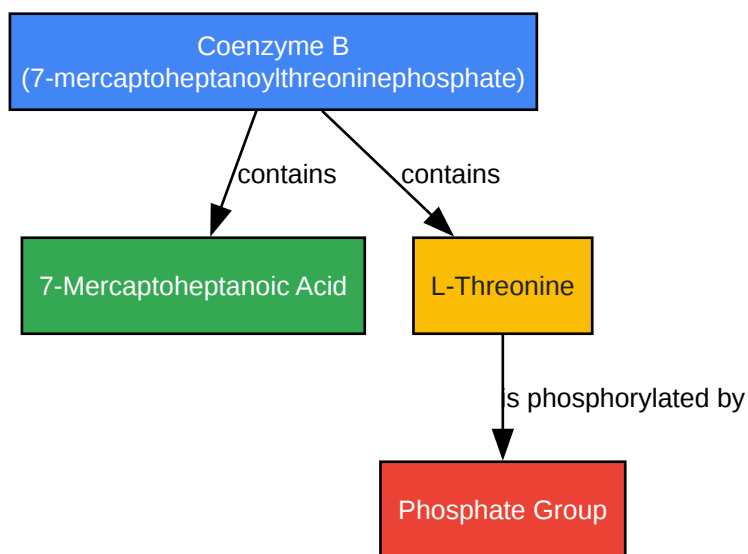 Coenzyme B
(7-mercaptoheptanoylthreoninephosphate)
contains
contains
7-Mercaptoheptanoic Acid
L-Threonine
is phosphorylated by
Phosphate Group